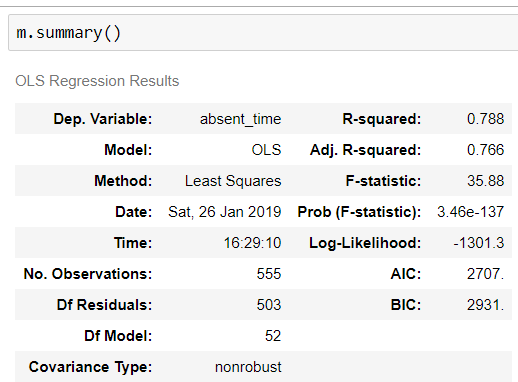 m.summary()
OLS Regression Results
Dep. Variable: absent_time R-squared: 0.788
Model: OLS Adj. R-squared: 0.766
Method: Least Squares F-statistic: 35.88
Date: Sat, 26 Jan 2019 Prob (F-statistic): 3.46e-137
Time: 16:29:10 Log-Likelihood: -1301.3
No. Observations: 555 AIC: 2707.
Df Residuals: 503 BIC: 2931.
Df Model: 52
Covariance Type: nonrobust